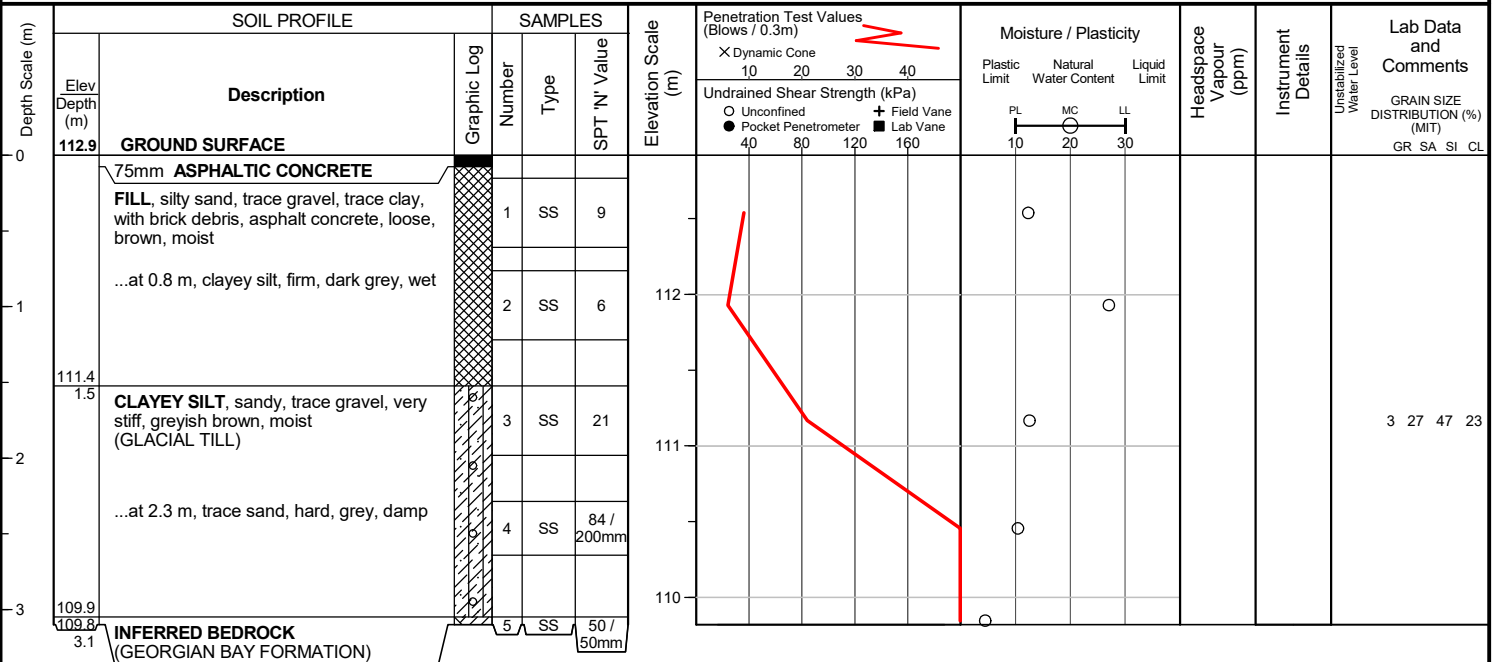 SOIL PROFILE
SAMPLES
Depth Scale (m)
Elev
Depth
(m)
Description
Graphic Log
Number
Type
SPT 'N' Value
Elevation Scale
(m)
Penetration Test Values
(Blows / 0.3m)
× Dynamic Cone
10 20 30 40
Undrained Shear Strength (kPa)
○ Unconfined + Field Vane
● Pocket Penetrometer ■ Lab Vane
40 80 120 160
Moisture / Plasticity
Plastic Limit
Natural Water Content
Liquid Limit
PL MC LL
10 20 30
Headspace
Vapour
(ppm)
Instrument
Details
Unstabilized
Water Level
Lab Data
and
Comments
GRAIN SIZE
DISTRIBUTION (%)
(MIT)
GR SA SI CL
112.9 GROUND SURFACE
0
75mm ASPHALTIC CONCRETE
FILL, silty sand, trace gravel, trace clay,
with brick debris, asphalt concrete, loose,
brown, moist
1 SS 9
...at 0.8 m, clayey silt, firm, dark grey, wet
2 SS 6
112
1
111.4
1.5
CLAYEY SILT, sandy, trace gravel, very
stiff, greyish brown, moist
(GLACIAL TILL)
3 SS 21
3 27 47 23
111
2
...at 2.3 m, trace sand, hard, grey, damp
4 SS 84 /
200mm
110
3
109.9
109.8
3.1
INFERRED BEDROCK
(GEORGIAN BAY FORMATION)
5 SS 50 /
50mm